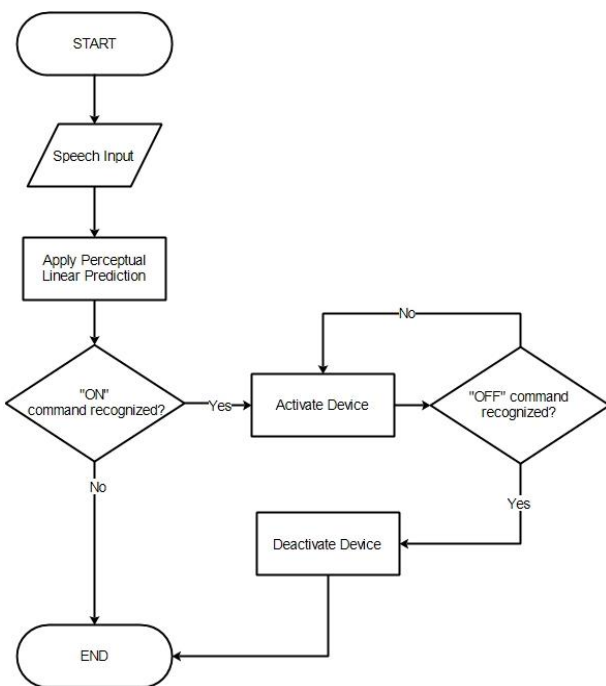 START
Speech Input
Apply Perceptual
Linear Prediction
No
"ON"
command recognized?
Yes
Activate Device
"OFF" command
recognized?
No
Yes
Deactivate Device
END